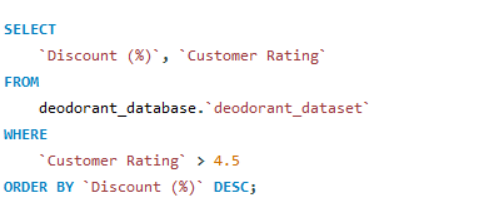 SELECT
    `Discount (%)`, `Customer Rating`
FROM
    deodorant_database.`deodorant_dataset`
WHERE
    `Customer Rating` > 4.5
ORDER BY `Discount (%)` DESC;